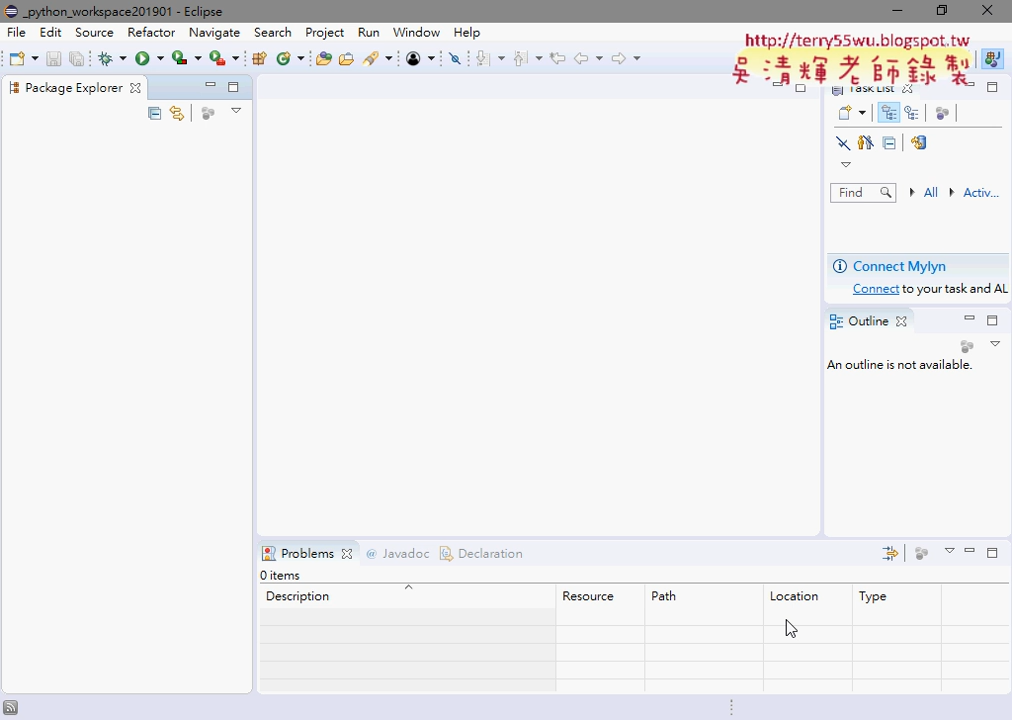 _python_workspace201901 - Eclipse
File Edit Source Refactor Navigate Search Project Run Window Help
http://terry55wu.blogspot.tw
吳清輝老師錄製
Package Explorer
Task List
Find All Activ...
Connect Mylyn
Connect to your task and AL
Outline
An outline is not available.
Problems @ Javadoc Declaration
0 items
Description Resource Path Location Type